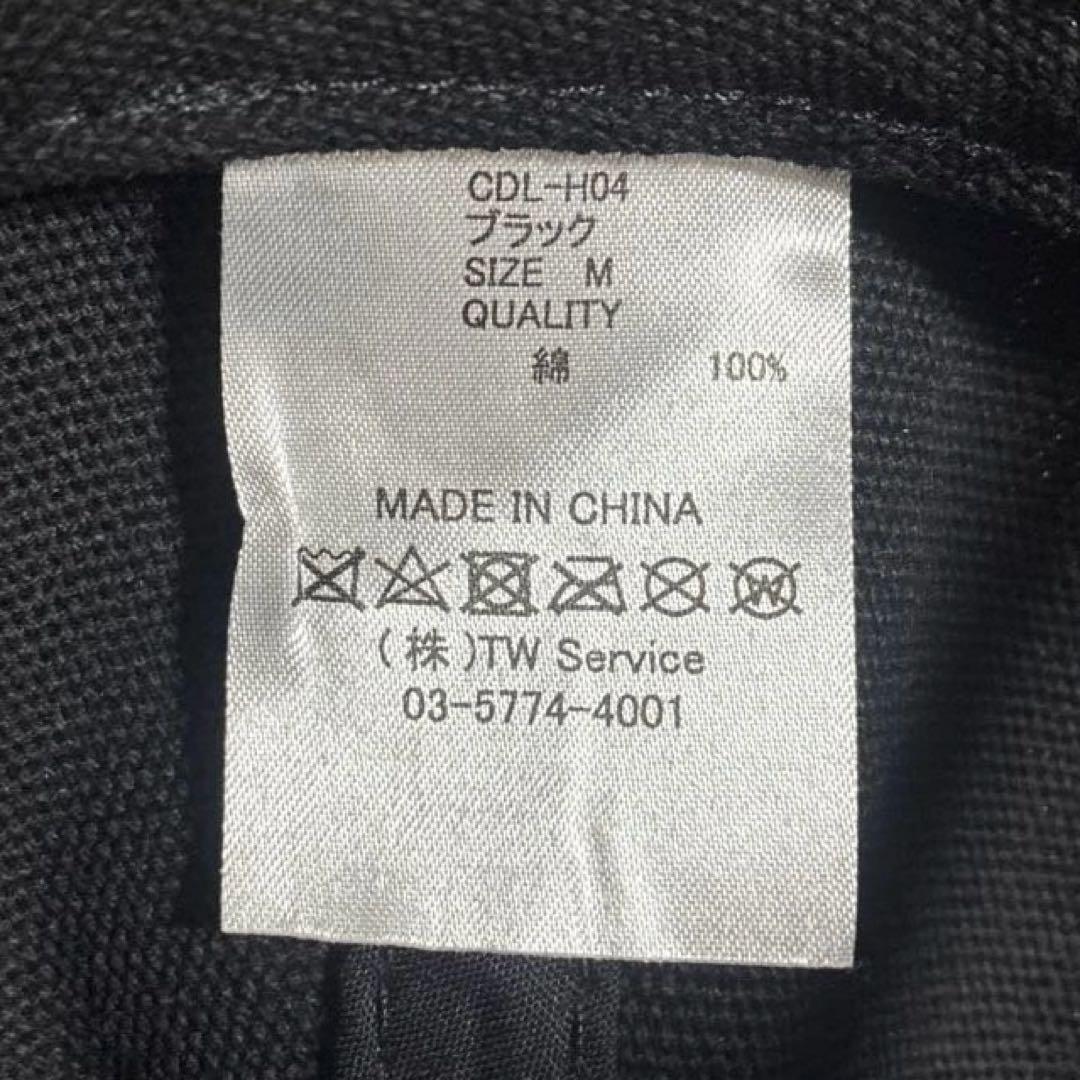 CDL-H04
ブラック
SIZE M
QUALITY
綿 100%
MADE IN CHINA
W
(株)TW Service
03-5774-4001